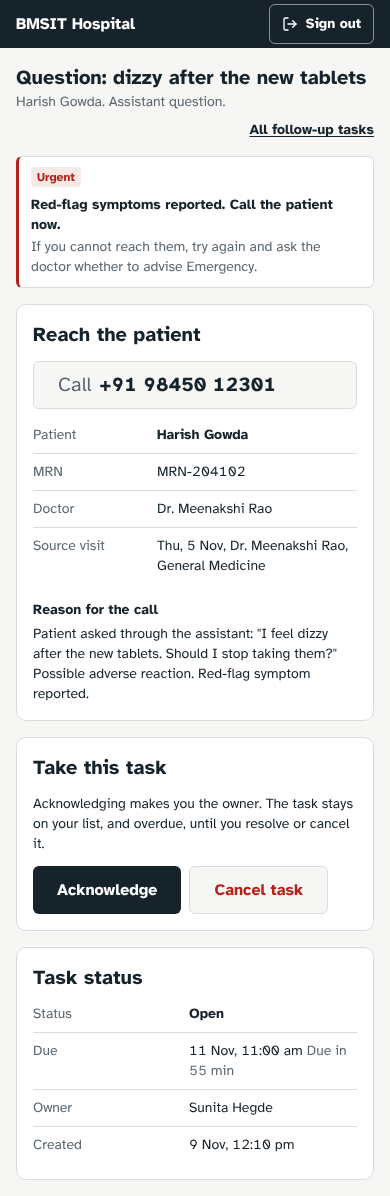 BMSIT Hospital
Sign out
Question: dizzy after the new tablets
Harish Gowda. Assistant question.
All follow-up tasks
Urgent
Red-flag symptoms reported. Call the patient
now.
If you cannot reach them, try again and ask the
doctor whether to advise Emergency.
Reach the patient
Call +91 98450 12301
Patient Harish Gowda
MRN MRN-204102
Doctor Dr. Meenakshi Rao
Source visit Thu, 5 Nov, Dr. Meenakshi Rao,
General Medicine
Reason for the call
Patient asked through the assistant: "I feel dizzy
after the new tablets. Should I stop taking them?"
Possible adverse reaction. Red-flag symptom
reported.
Take this task
Acknowledging makes you the owner. The task stays
on your list, and overdue, until you resolve or cancel
it.
Acknowledge Cancel task
Task status
Status Open
Due 11 Nov, 11:00 am Due in
55 min
Owner Sunita Hegde
Created 9 Nov, 12:10 pm